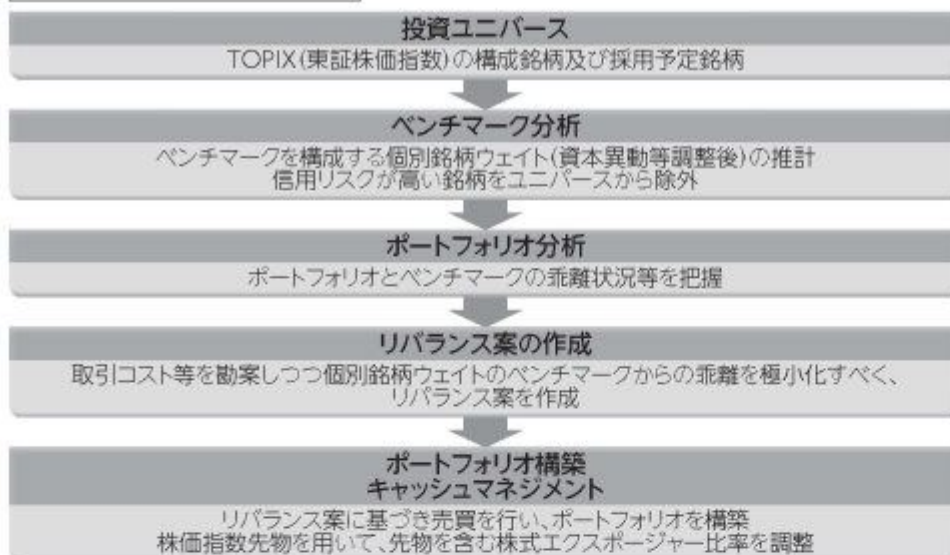 投資ユニバース
TOPIX(東証株価指数)の構成銘柄及び採用予定銘柄
ベンチマーク分析
ベンチマークを構成する個別銘柄ウェイト(資本異動等調整後)の推計
信用リスクが高い銘柄をユニバースから除外
ポートフォリオ分析
ポートフォリオとベンチマークの乖離状況等を把握
リバランス案の作成
取引コスト等を勘案しつつ個別銘柄ウェイトのベンチマークからの乖離を極小化すべく、
リバランス案を作成
ポートフォリオ構築
キャッシュマネジメント
リバランス案に基づき売買を行い、ポートフォリオを構築
株価指数先物を用いて、先物を含む株式エクスポージャー比率を調整